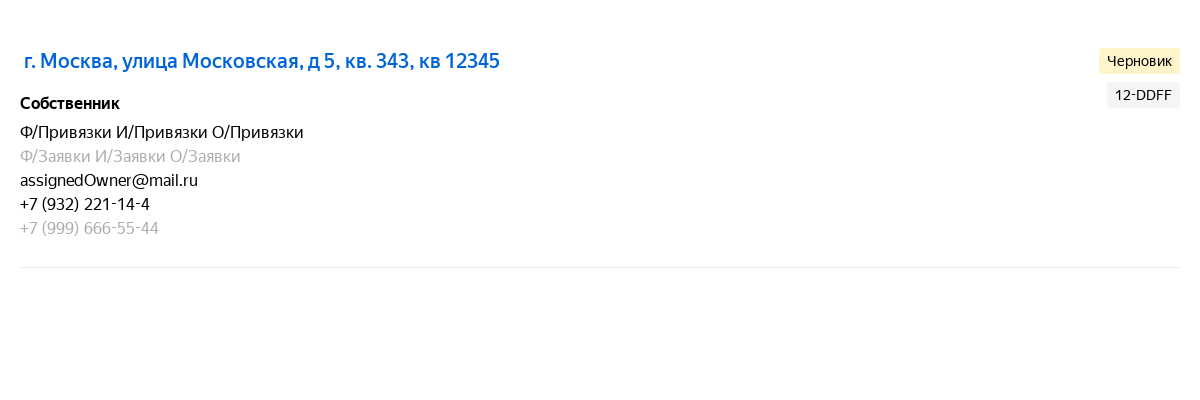 г. Москва, улица Московская, д 5, кв. 343, кв 12345
Черновик
12-DDFF
Собственник
Ф/Привязки И/Привязки О/Привязки
Ф/Заявки И/Заявки О/Заявки
assignedOwner@mail.ru
+7 (932) 221-14-4
+7 (999) 666-55-44